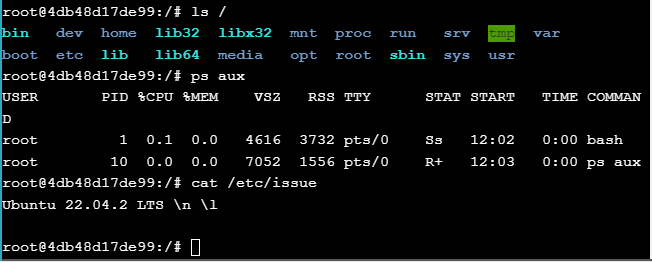 root@4db48d17de99:/# ls /
bin dev home lib32 libx32 mnt proc run srv tmp var
boot etc lib lib64 media opt root sbin sys usr
root@4db48d17de99:/# ps aux
USER PID %CPU %MEM VSZ RSS TTY STAT START TIME COMMAN
D
root 1 0.1 0.0 4616 3732 pts/0 Ss 12:02 0:00 bash
root 10 0.0 0.0 7052 1556 pts/0 R+ 12:03 0:00 ps aux
root@4db48d17de99:/# cat /etc/issue
Ubuntu 22.04.2 LTS \n \l
root@4db48d17de99:/#